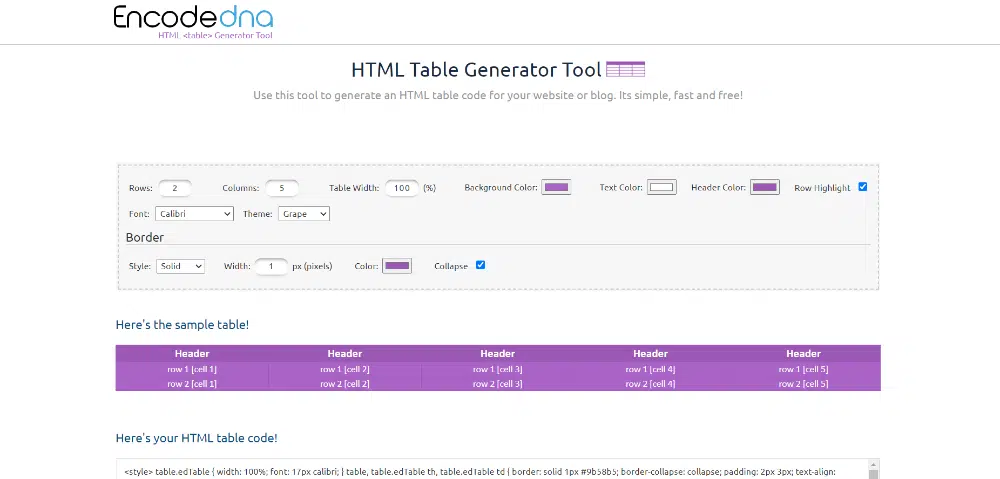 Encodedna
HTML <table> Generator Tool
HTML Table Generator Tool
Use this tool to generate an HTML table code for your website or blog. Its simple, fast and free!
Rows: 2 Columns: 5 Table Width: 100 (%) Background Color: Text Color: Header Color: Row Highlight
Font: Calibri Theme: Grape
Border
Style: Solid Width: 1 px (pixels) Color: Collapse
Here's the sample table!
Header Header Header Header Header
row 1 [cell 1] row 1 [cell 2] row 1 [cell 3] row 1 [cell 4] row 1 [cell 5]
row 2 [cell 1] row 2 [cell 2] row 2 [cell 3] row 2 [cell 4] row 2 [cell 5]
Here's your HTML table code!
<style> table.edTable { width: 100%; font: 17px calibri; } table, table.edTable th, table.edTable td { border: solid 1px #9b58b5; border-collapse: collapse; padding: 2px 3px; text-align: